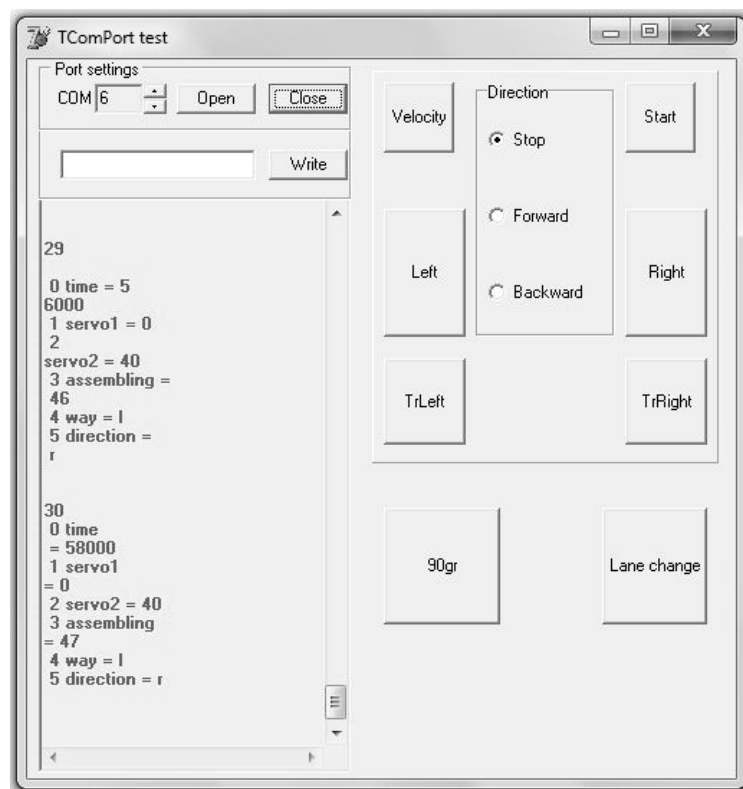 TComPort test
Port settings
COM 6 Open Close
Write
29
0 time = 5
6000
1 servo1 = 0
2
servo2 = 40
3 assembling =
46
4 way = l
5 direction =
r
30
0 time
= 58000
1 servo1
= 0
2 servo2 = 40
3 assembling
= 47
4 way = l
5 direction = r
Velocity
Direction
Stop
Forward
Backward
Start
Left
Right
TrLeft
TrRight
90gr
Lane change